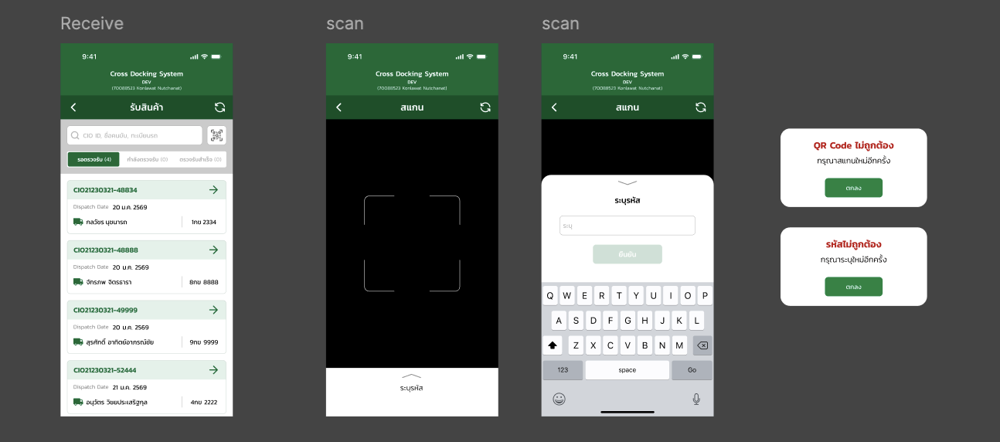 Receive
9:41
Cross Docking System
DEV
(70088523 Konlawat Nutchanat)
รับสินค้า
CIO ID, ชื่อคนขับ, ทะเบียนรถ
รอตรวจรับ (4) กำลังตรวจรับ (0) ตรวจรับสำเร็จ (0)
CIO21230321-48834
Dispatch Date 20 ม.ค. 2569
กลวัชร นุชนารถ 1กข 2334
CIO21230321-48888
Dispatch Date 20 ม.ค. 2569
จักรภพ จิตรธารา 8กข 8888
CIO21230321-49999
Dispatch Date 20 ม.ค. 2569
สุรศักดิ์ อาทิตย์อาภรณ์ชัย 9กข 9999
CIO21230321-52444
Dispatch Date 21 ม.ค. 2569
อนุวัตร วิชยประเสริฐกุล 4กข 2222
scan
9:41
Cross Docking System
DEV
(70088523 Konlawat Nutchanat)
สแกน
ระบุรหัส
scan
9:41
Cross Docking System
DEV
(70088523 Konlawat Nutchanat)
สแกน
ระบุรหัส
ระบุ
ยืนยัน
Q W E R T Y U I O P
A S D F G H J K L
Z X C V B N M
123 space Go
QR Code ไม่ถูกต้อง
กรุณาสแกนใหม่อีกครั้ง
ตกลง
รหัสไม่ถูกต้อง
กรุณาระบุใหม่อีกครั้ง
ตกลง